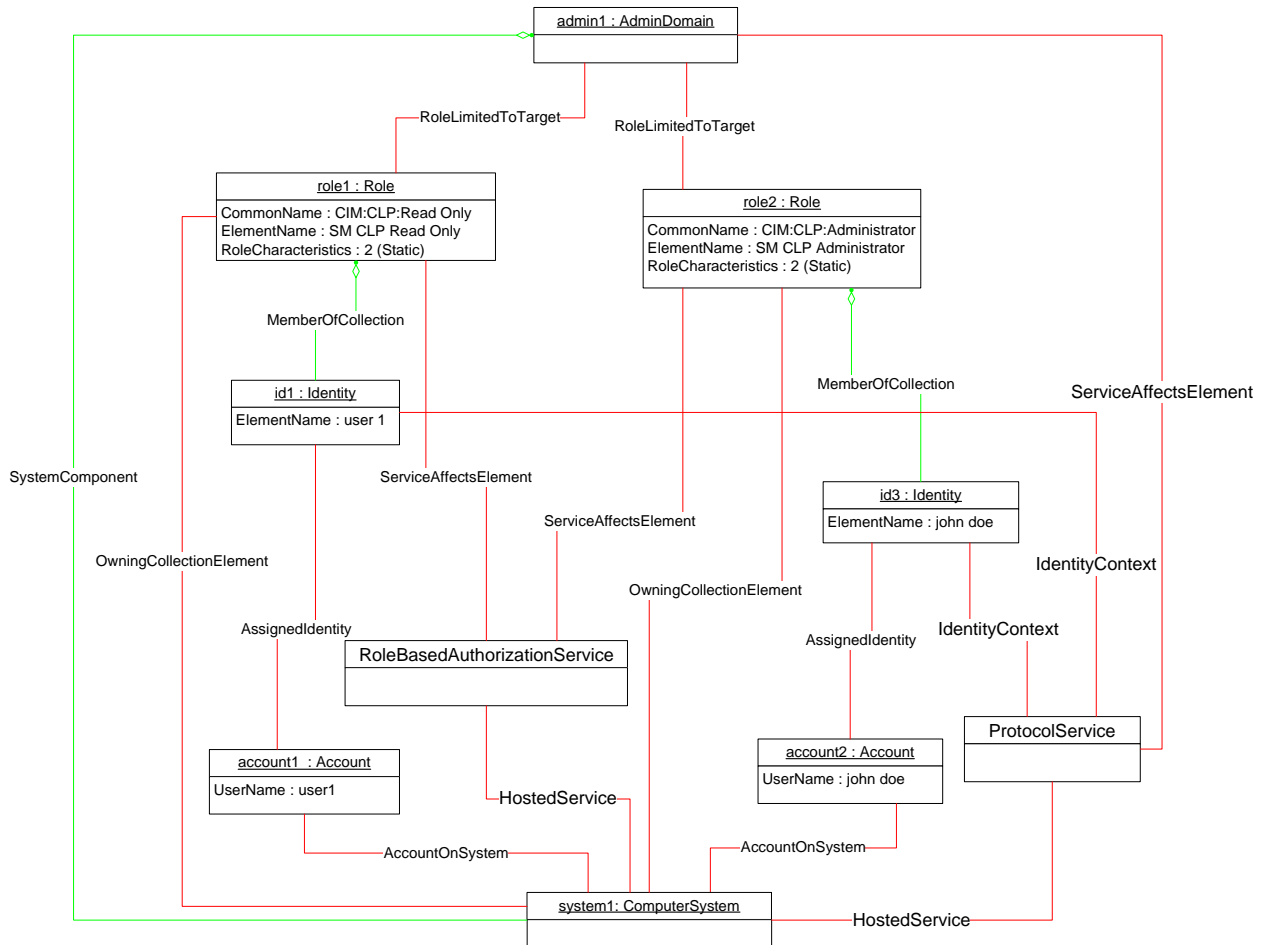 admin1 : AdminDomain
RoleLimitedToTarget
RoleLimitedToTarget
role1 : Role
CommonName : CIM:CLP:Read Only
ElementName : SM CLP Read Only
RoleCharacteristics : 2 (Static)
role2 : Role
CommonName : CIM:CLP:Administrator
ElementName : SM CLP Administrator
RoleCharacteristics : 2 (Static)
MemberOfCollection
id1 : Identity
ElementName : user 1
MemberOfCollection
ServiceAffectsElement
SystemComponent
ServiceAffectsElement
id3 : Identity
ElementName : john doe
ServiceAffectsElement
OwningCollectionElement
IdentityContext
OwningCollectionElement
AssignedIdentity
AssignedIdentity
IdentityContext
RoleBasedAuthorizationService
ProtocolService
account1 : Account
UserName : user1
account2 : Account
UserName : john doe
HostedService
AccountOnSystem
AccountOnSystem
system1: ComputerSystem
HostedService